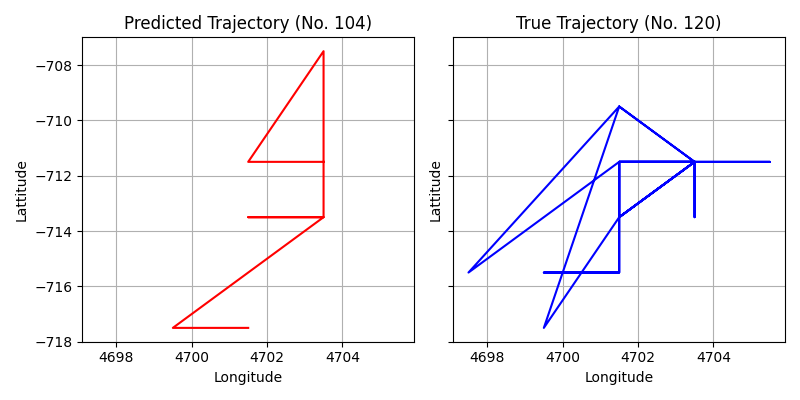 Predicted Trajectory (No. 104)
Lattitude
−708
−710
−712
−714
−716
−718
4698 4700 4702 4704
Longitude
True Trajectory (No. 120)
Lattitude
4698 4700 4702 4704
Longitude